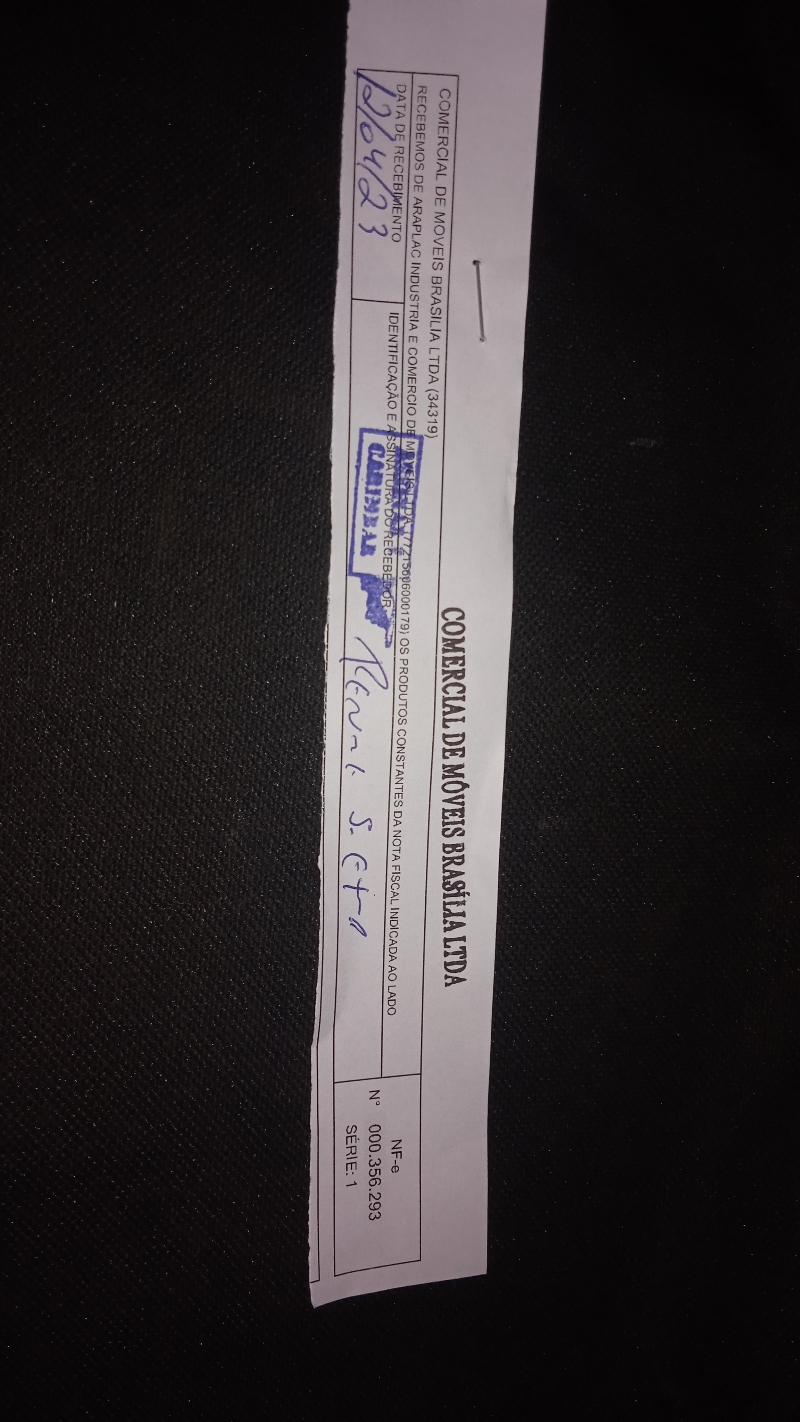 COMERCIAL DE MÓVEIS BRASÍLIA LTDA
COMERCIAL DE MOVEIS BRASILIA LTDA (34319)
RECEBEMOS DE ARAPLAC INDUSTRIA E COMERCIO DE MOVEIS LTDA (77215606000179) OS PRODUTOS CONSTANTES DA NOTA FISCAL INDICADA AO LADO
DATA DE RECEBIMENTO
12/04/23
IDENTIFICAÇÃO E ASSINATURA DO RECEBEDOR
CARIMBAR
NF-e
N° 000.356.293
SÉRIE: 1